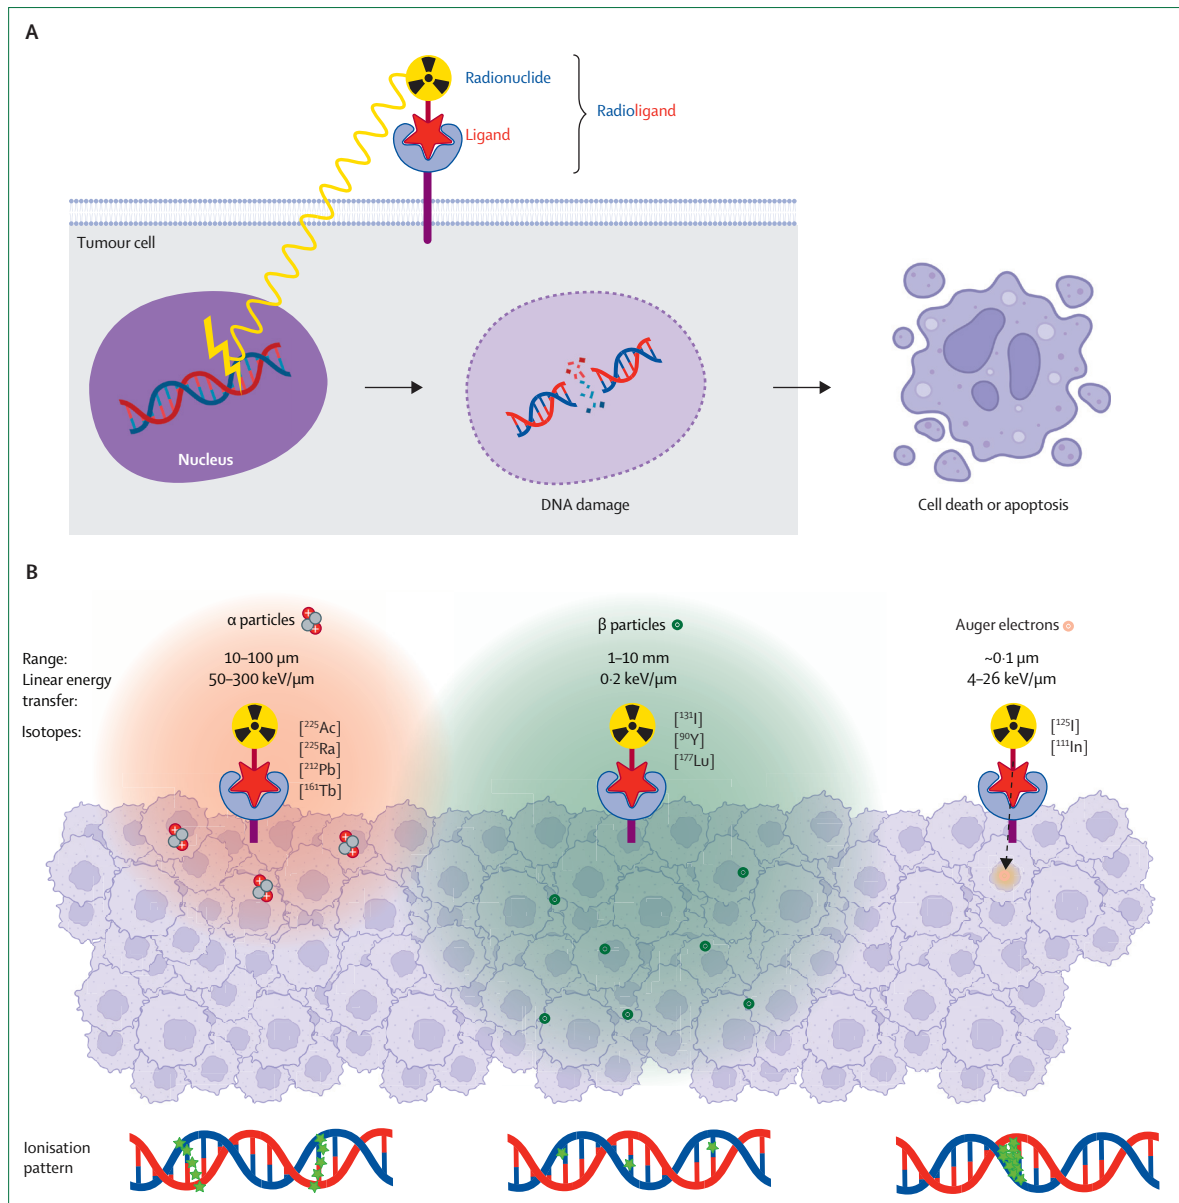 A
Radionuclide
Ligand
Radioligand
Tumour cell
Nucleus
DNA damage
Cell death or apoptosis
B
α particles
β particles
Auger electrons
Range:
10–100 µm
1–10 mm
~0·1 µm
Linear energy
transfer:
50–300 keV/µm
0·2 keV/µm
4–26 keV/µm
Isotopes:
[²²⁵Ac]
[²²⁵Ra]
[²¹²Pb]
[¹⁶¹Tb]
[¹³¹I]
[⁹⁰Y]
[¹⁷⁷Lu]
[¹²⁵I]
[¹¹¹In]
Ionisation
pattern